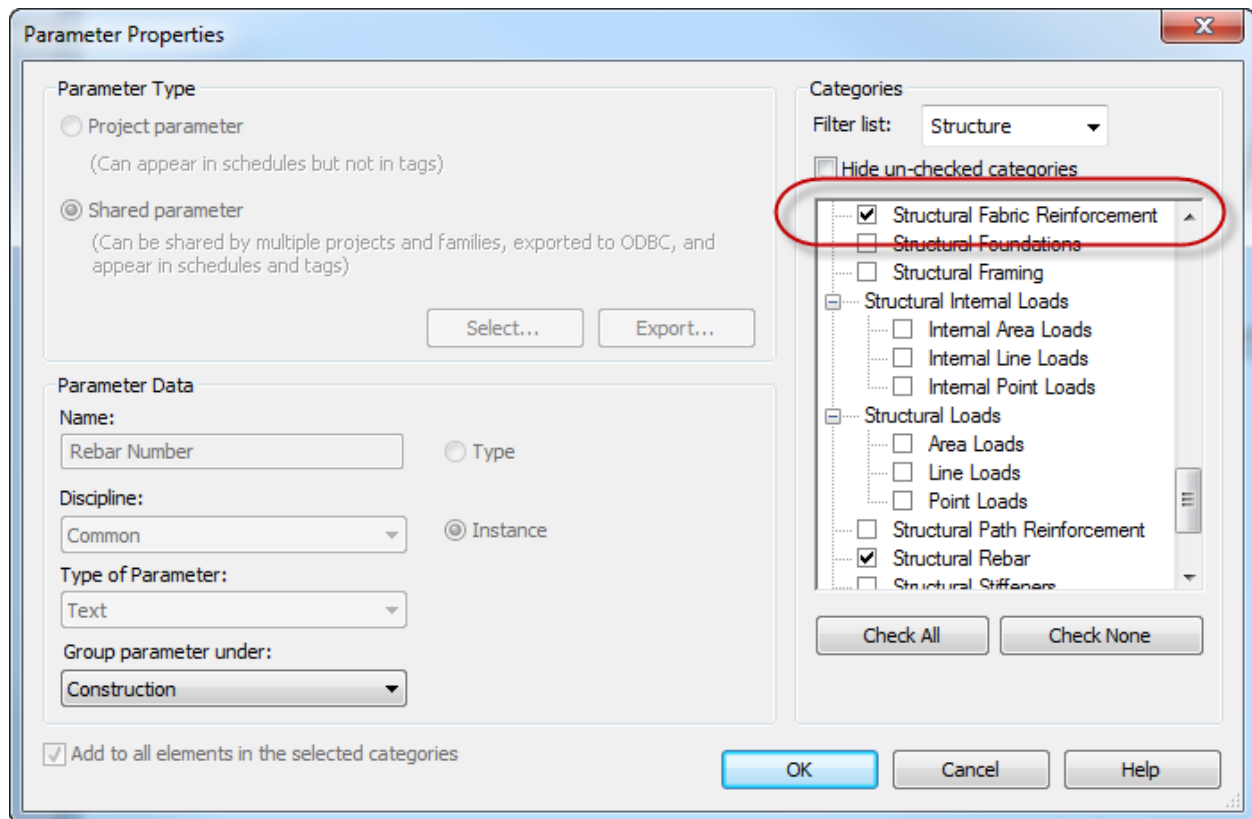 Parameter Properties
Parameter Type
Project parameter
(Can appear in schedules but not in tags)
Shared parameter
(Can be shared by multiple projects and families, exported to ODBC, and
appear in schedules and tags)
Select...
Export...
Parameter Data
Name:
Rebar Number
Type
Discipline:
Common
Instance
Type of Parameter:
Text
Group parameter under:
Construction
Add to all elements in the selected categories
Categories
Filter list:
Structure
Hide un-checked categories
Structural Fabric Reinforcement
Structural Foundations
Structural Framing
Structural Internal Loads
Internal Area Loads
Internal Line Loads
Internal Point Loads
Structural Loads
Area Loads
Line Loads
Point Loads
Structural Path Reinforcement
Structural Rebar
Structural Stiffeners
Check All
Check None
OK
Cancel
Help